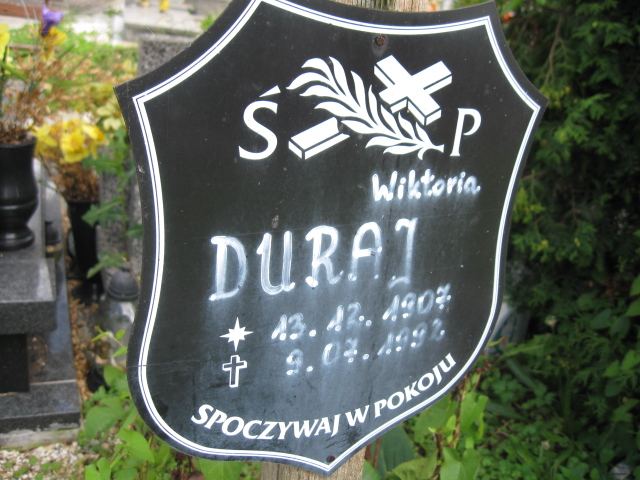 Ś P
Wiktoria
DURAJ
13. 12. 1907
9. 07. 1992
SPOCZYWAJ W POKOJU